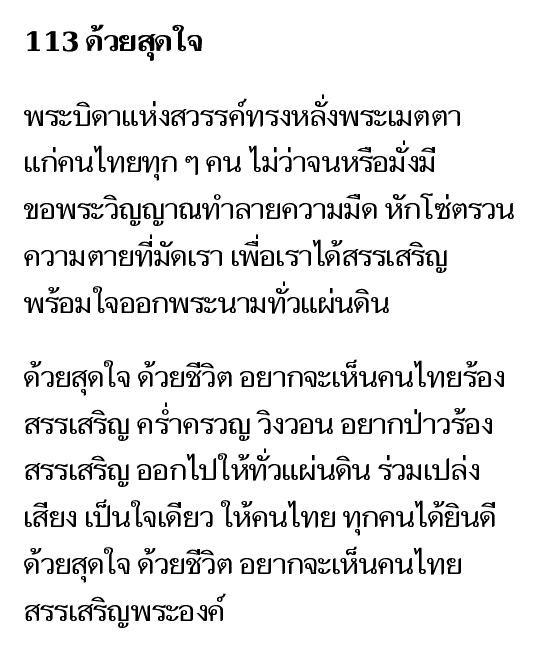 113 ด้วยสุดใจ
พระบิดาแห่งสวรรค์ทรงหลั่งพระเมตตา
แก่คนไทยทุก ๆ คน ไม่ว่าจนหรือมั่งมี
ขอพระวิญญาณทำลายความมืด หักโซ่ตรวน
ความตายที่มัดเรา เพื่อเราได้สรรเสริญ
พร้อมใจออกพระนามทั่วแผ่นดิน
ด้วยสุดใจ ด้วยชีวิต อยากจะเห็นคนไทยร้อง
สรรเสริญ คร่ำครวญ วิงวอน อยากป่าวร้อง
สรรเสริญ ออกไปให้ทั่วแผ่นดิน ร่วมเปล่ง
เสียง เป็นใจเดียว ให้คนไทย ทุกคนได้ยินดี
ด้วยสุดใจ ด้วยชีวิต อยากจะเห็นคนไทย
สรรเสริญพระองค์